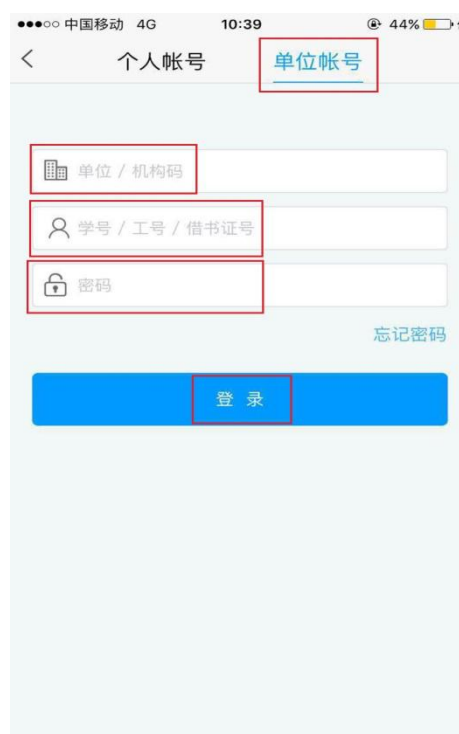 中国移动 4G 10:39 44%
个人帐号 单位帐号
单位 / 机构码
学号 / 工号 / 借书证号
密码
忘记密码
登 录